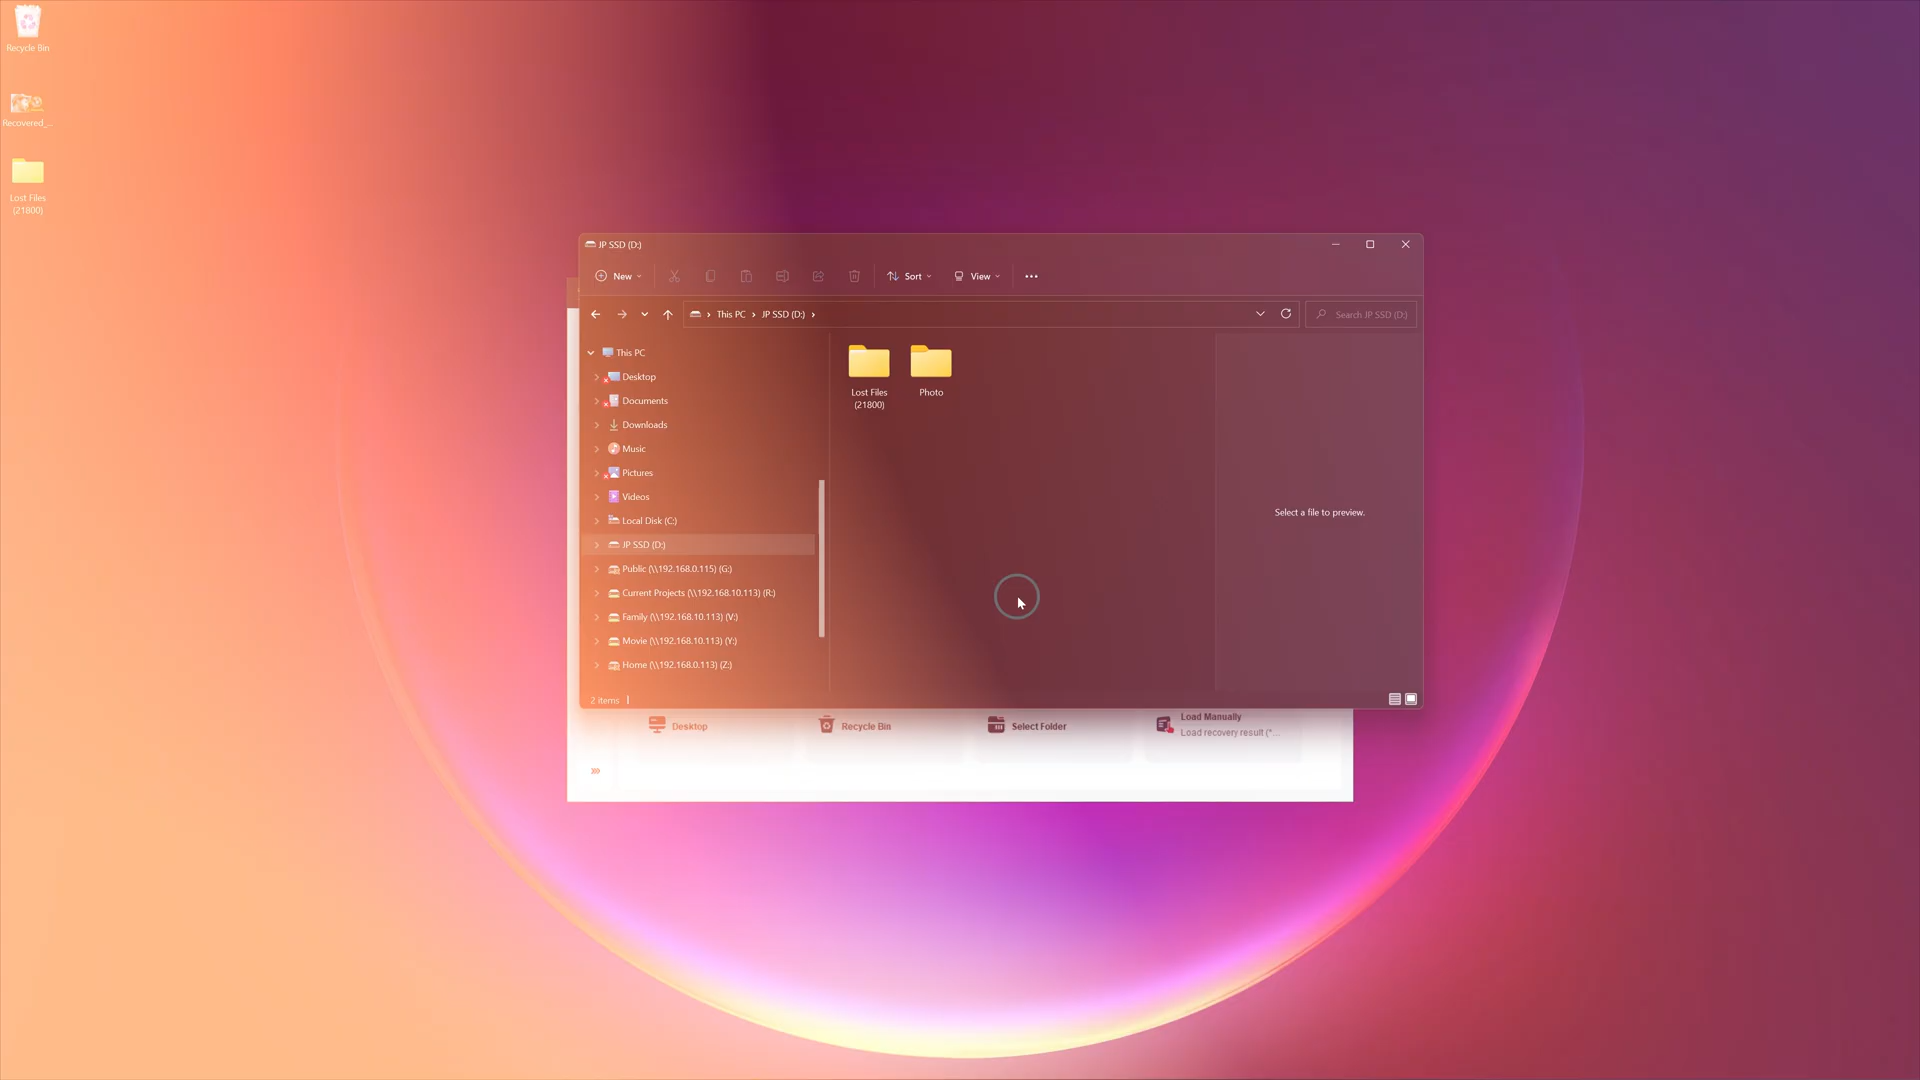 Recycle Bin
Recovered_...
Lost Files
(21800)
JP SSD (D:)
New
Sort
View
This PC
JP SSD (D:)
Search JP SSD (D:)
This PC
Desktop
Documents
Downloads
Music
Pictures
Videos
Local Disk (C:)
JP SSD (D:)
Public (\\192.168.0.115) (G:)
Current Projects (\\192.168.10.113) (R:)
Family (\\192.168.10.113) (V:)
Movie (\\192.168.10.113) (Y:)
Home (\\192.168.0.113) (Z:)
Lost Files
(21800)
Photo
Select a file to preview.
2 items
Desktop
Recycle Bin
Select Folder
Load Manually
Load recovery result (*...